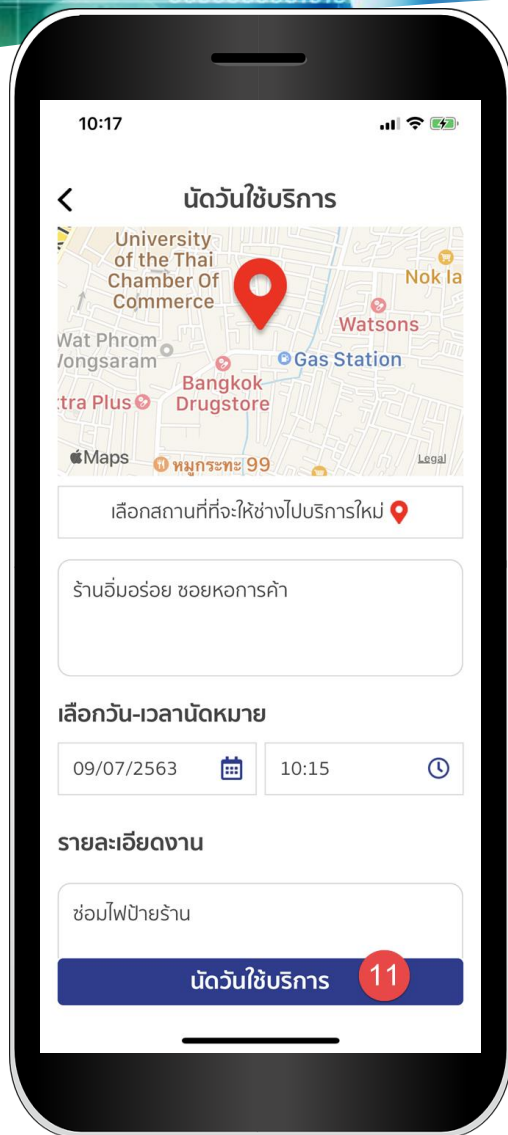 10:17
นัดวันใช้บริการ
University
of the Thai
Chamber Of
Commerce
Nok la
Watsons
Wat Phrom
Vongsaram
Gas Station
Bangkok
Drugstore
tra Plus
Maps
หมูกระทะ 99
Legal
เลือกสถานที่ที่จะให้ช่างไปบริการใหม่
ร้านอิ่มอร่อย ซอยหอการค้า
เลือกวัน-เวลานัดหมาย
09/07/2563
10:15
รายละเอียดงาน
ซ่อมไฟป้ายร้าน
นัดวันใช้บริการ 11